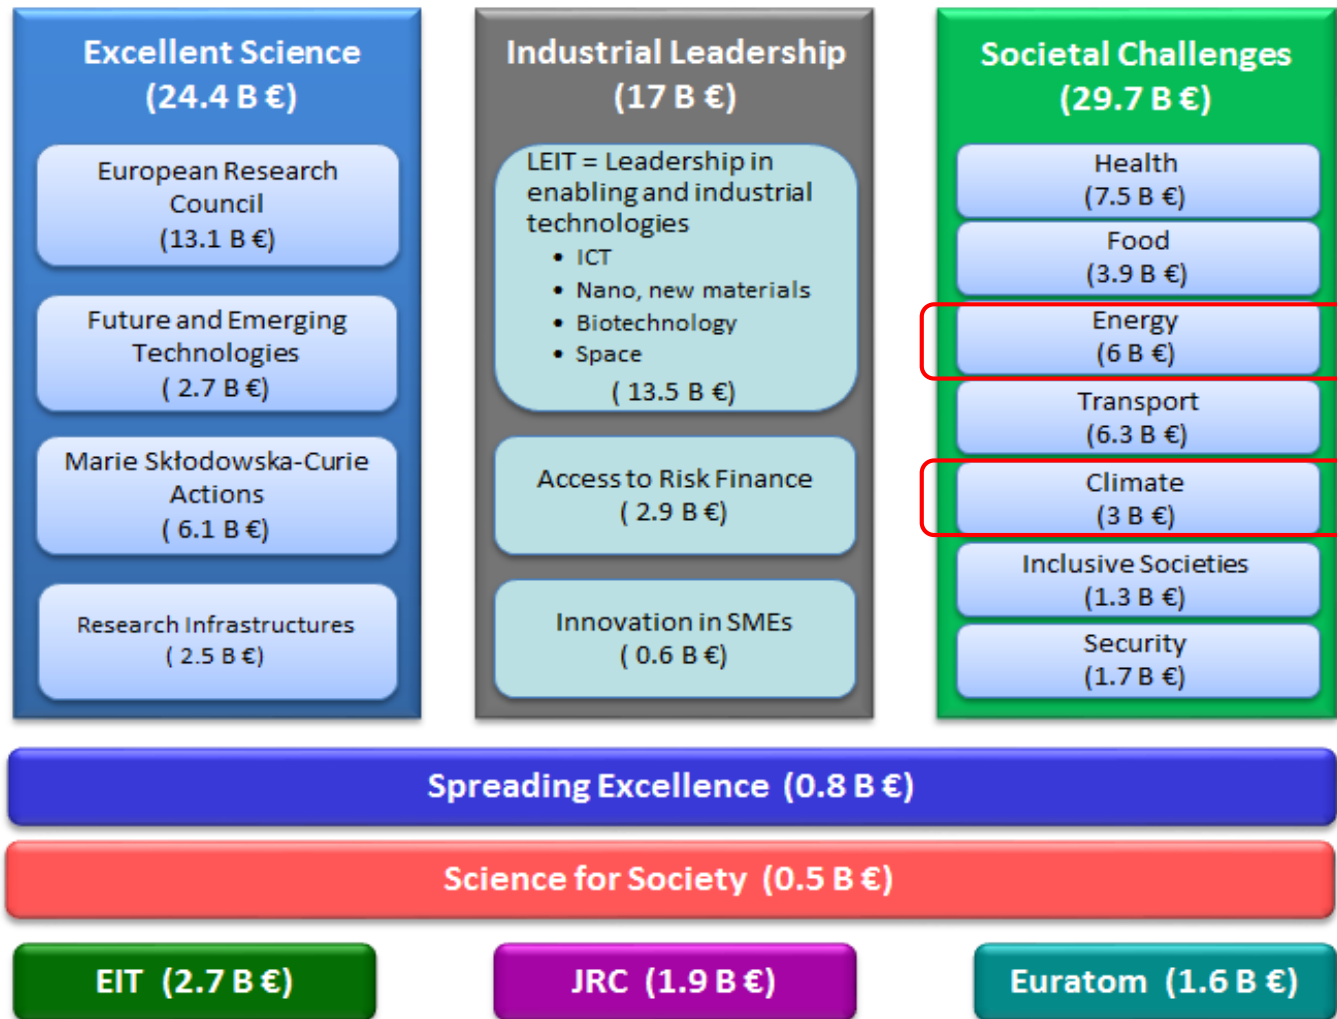 Excellent Science
(24.4 B €)
European Research
Council
(13.1 B €)
Future and Emerging
Technologies
( 2.7 B €)
Marie Skłodowska-Curie
Actions
( 6.1 B €)
Research Infrastructures
( 2.5 B €)
Industrial Leadership
(17 B €)
LEIT = Leadership in
enabling and industrial
technologies
• ICT
• Nano, new materials
• Biotechnology
• Space
( 13.5 B €)
Access to Risk Finance
( 2.9 B €)
Innovation in SMEs
( 0.6 B €)
Societal Challenges
(29.7 B €)
Health
(7.5 B €)
Food
(3.9 B €)
Energy
(6 B €)
Transport
(6.3 B €)
Climate
(3 B €)
Inclusive Societies
(1.3 B €)
Security
(1.7 B €)
Spreading Excellence (0.8 B €)
Science for Society (0.5 B €)
EIT (2.7 B €)
JRC (1.9 B €)
Euratom (1.6 B €)